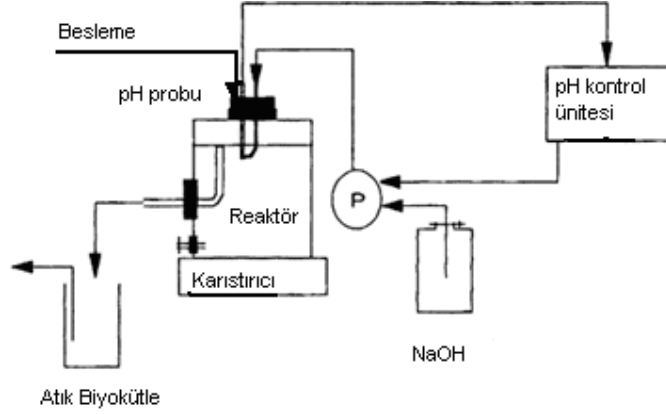 Besleme
pH probu
pH kontrol
ünitesi
P
Reaktör
Karıstırıcı
NaOH
Atık Biyokütle